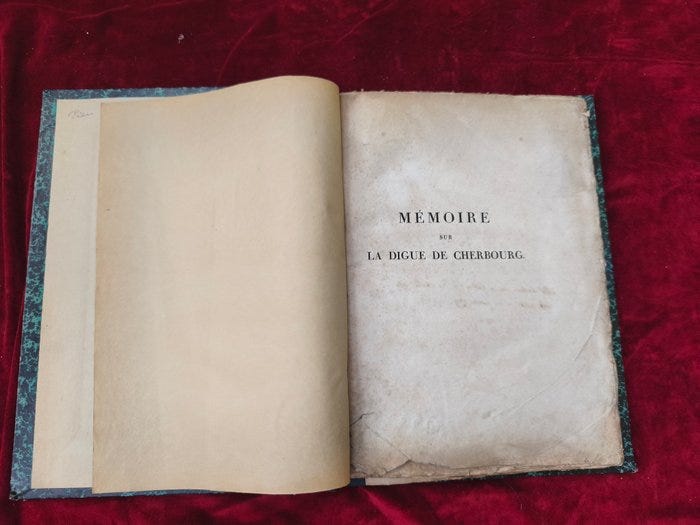 MÉMOIRE
SUR
LA DIGUE DE CHERBOURG.